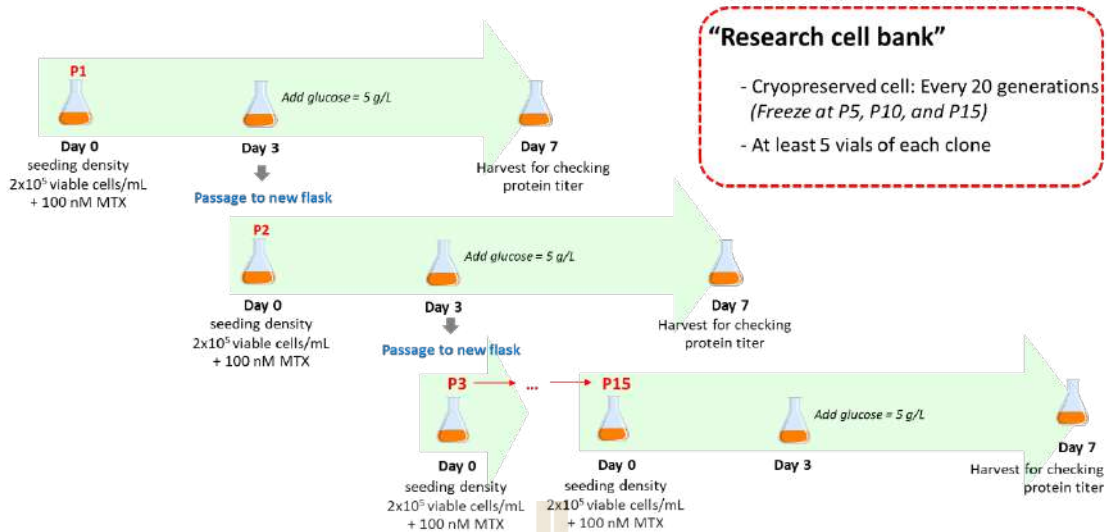 “Research cell bank”
- Cryopreserved cell: Every 20 generations
(Freeze at P5, P10, and P15)
- At least 5 vials of each clone
P1
Add glucose = 5 g/L
Day 0
seeding density
2x10⁵ viable cells/mL
+ 100 nM MTX
Day 3
Passage to new flask
Day 7
Harvest for checking
protein titer
P2
Add glucose = 5 g/L
Day 0
seeding density
2x10⁵ viable cells/mL
+ 100 nM MTX
Day 3
Passage to new flask
Day 7
Harvest for checking
protein titer
P3 ... P15
Add glucose = 5 g/L
Day 0
seeding density
2x10⁵ viable cells/mL
+ 100 nM MTX
Day 0
seeding density
2x10⁵ viable cells/mL
+ 100 nM MTX
Day 3
Day 7
Harvest for checking
protein titer